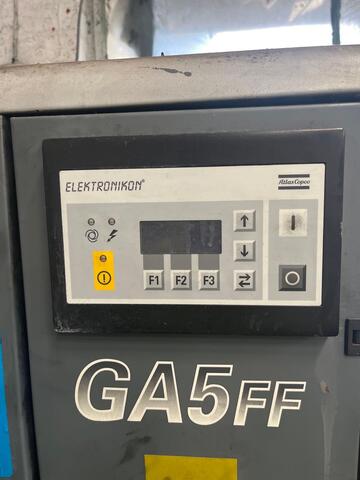 ELEKTRONIKON®
Atlas Copco
F1 F2 F3
GA5FF